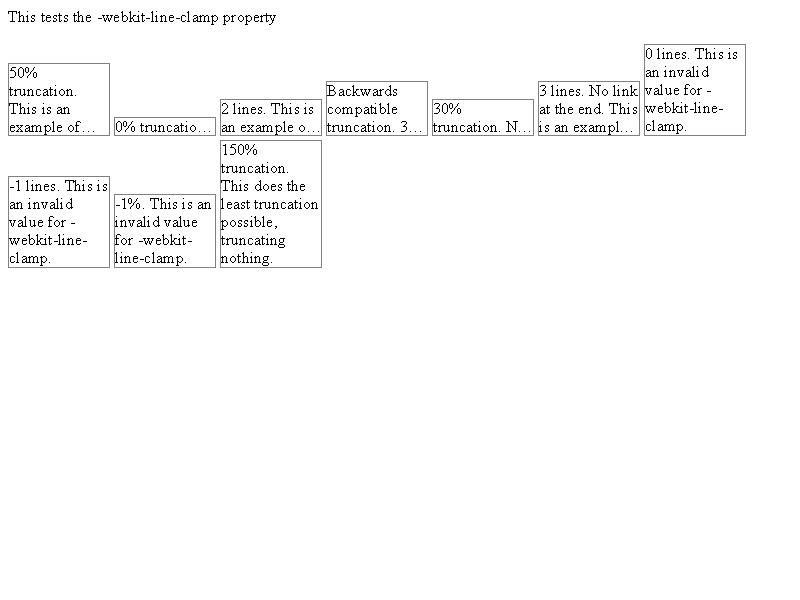 This tests the -webkit-line-clamp property
50%
truncation.
This is an
example of…
0% truncatio…
2 lines. This is
an example o…
Backwards
compatible
truncation. 3…
30%
truncation. N…
3 lines. No link
at the end. This
is an exampl…
0 lines. This is
an invalid
value for -
webkit-line-
clamp.
-1 lines. This is
an invalid
value for -
webkit-line-
clamp.
-1%. This is an
invalid value
for -webkit-
line-clamp.
150%
truncation.
This does the
least truncation
possible,
truncating
nothing.